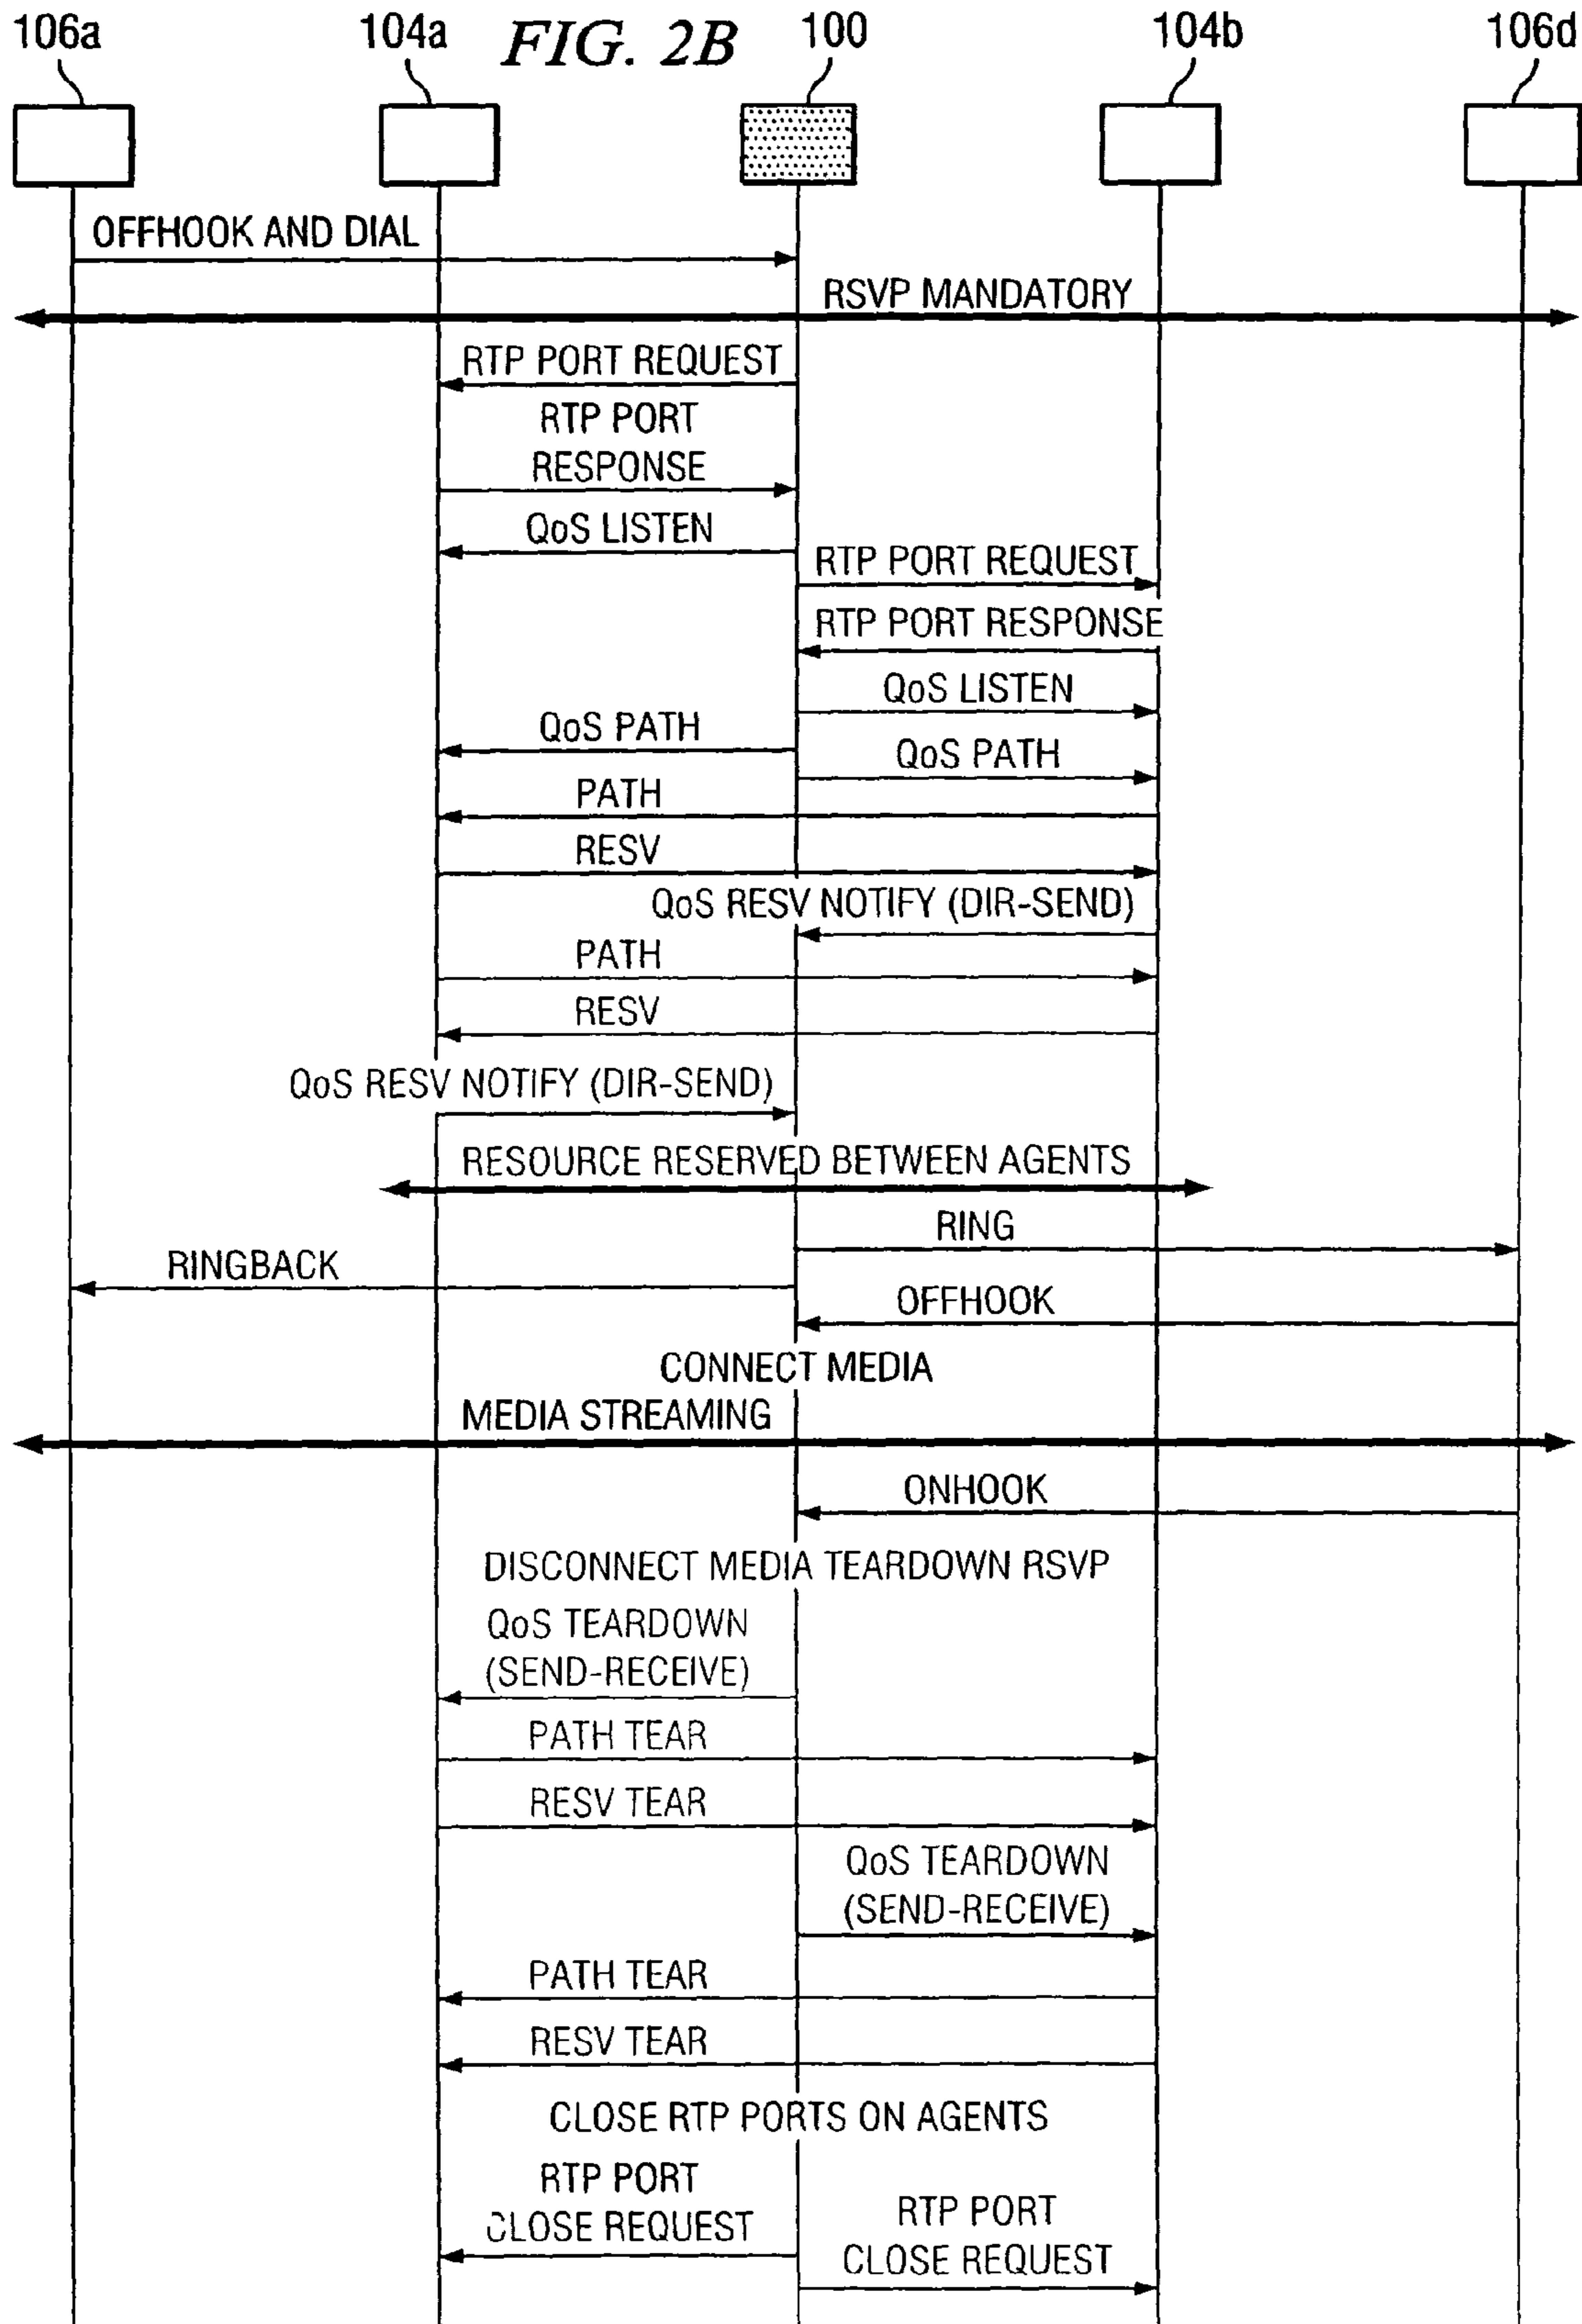 106a
104a
FIG. 2B
100
104b
106d
OFFHOOK AND DIAL
RSVP MANDATORY
RTP PORT REQUEST
RTP PORT
RESPONSE
QoS LISTEN
RTP PORT REQUEST
RTP PORT RESPONSE
QoS LISTEN
QoS PATH
QoS PATH
PATH
RESV
QoS RESV NOTIFY (DIR-SEND)
PATH
RESV
QoS RESV NOTIFY (DIR-SEND)
RESOURCE RESERVED BETWEEN AGENTS
RING
RINGBACK
OFFHOOK
CONNECT MEDIA
MEDIA STREAMING
ONHOOK
DISCONNECT MEDIA TEARDOWN RSVP
QoS TEARDOWN
(SEND-RECEIVE)
PATH TEAR
RESV TEAR
QoS TEARDOWN
(SEND-RECEIVE)
PATH TEAR
RESV TEAR
CLOSE RTP PORTS ON AGENTS
RTP PORT
CLOSE REQUEST
RTP PORT
CLOSE REQUEST